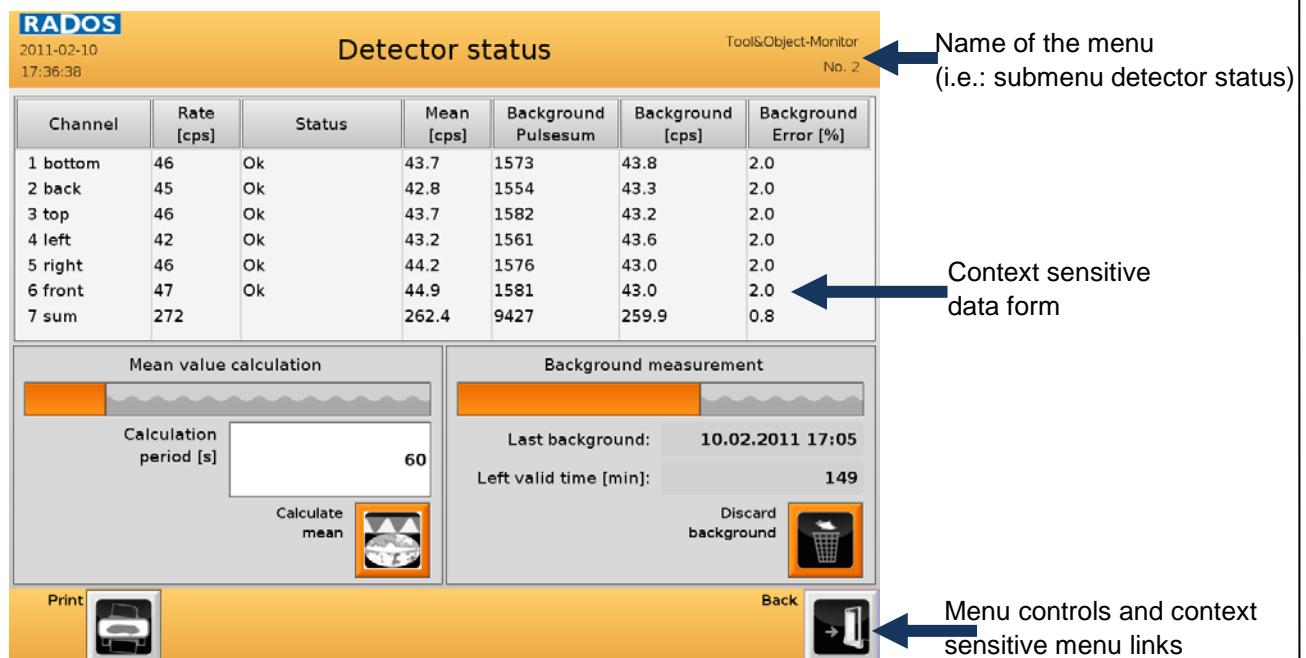 RADOS
2011-02-10
17:36:38
Detector status
Tool&Object-Monitor
No. 2
Name of the menu
(i.e.: submenu detector status)
Channel Rate [cps] Status Mean [cps] Background Pulsesum Background [cps] Background Error [%]
1 bottom 46 Ok 43.7 1573 43.8 2.0
2 back 45 Ok 42.8 1554 43.3 2.0
3 top 46 Ok 43.7 1582 43.2 2.0
4 left 42 Ok 43.2 1561 43.6 2.0
5 right 46 Ok 44.2 1576 43.0 2.0
6 front 47 Ok 44.9 1581 43.0 2.0
7 sum 272 262.4 9427 259.9 0.8
Context sensitive
data form
Mean value calculation
Calculation
period [s]
60
Calculate
mean
Background measurement
Last background: 10.02.2011 17:05
Left valid time [min]: 149
Discard
background
Print
Back
Menu controls and context
sensitive menu links